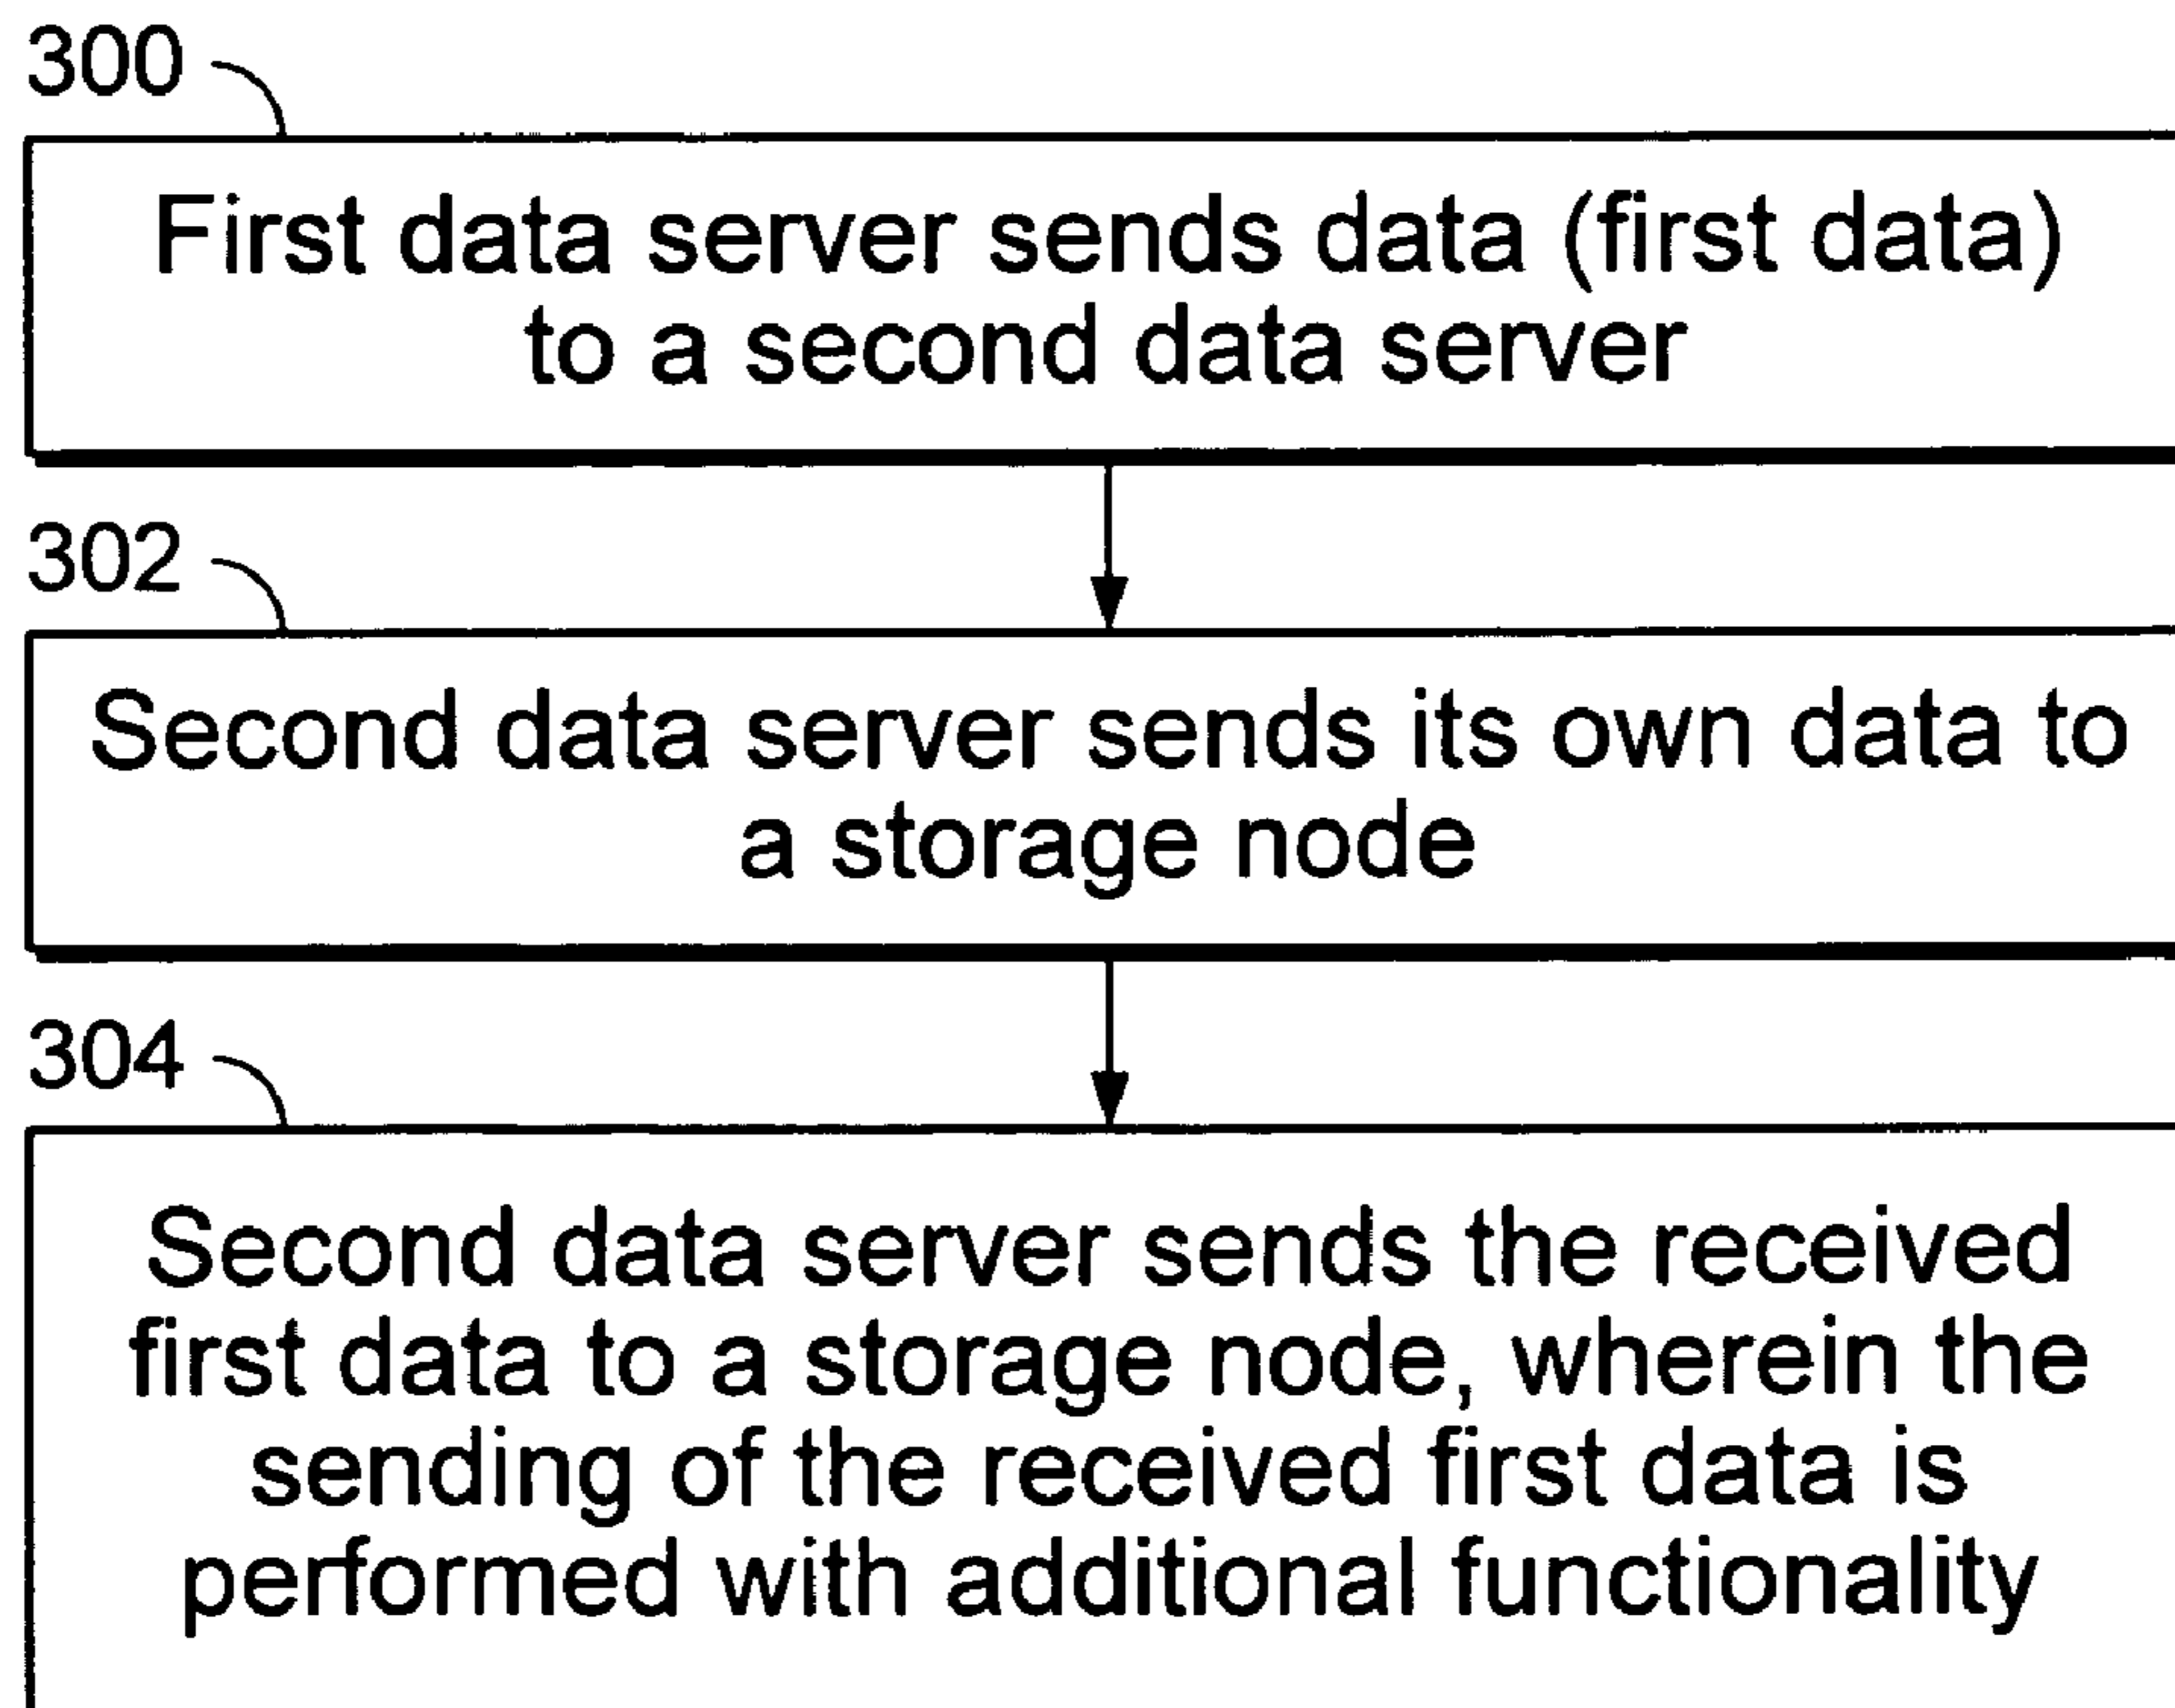 300
First data server sends data (first data)
to a second data server
302
Second data server sends its own data to
a storage node
304
Second data server sends the received
first data to a storage node, wherein the
sending of the received first data is
performed with additional functionality